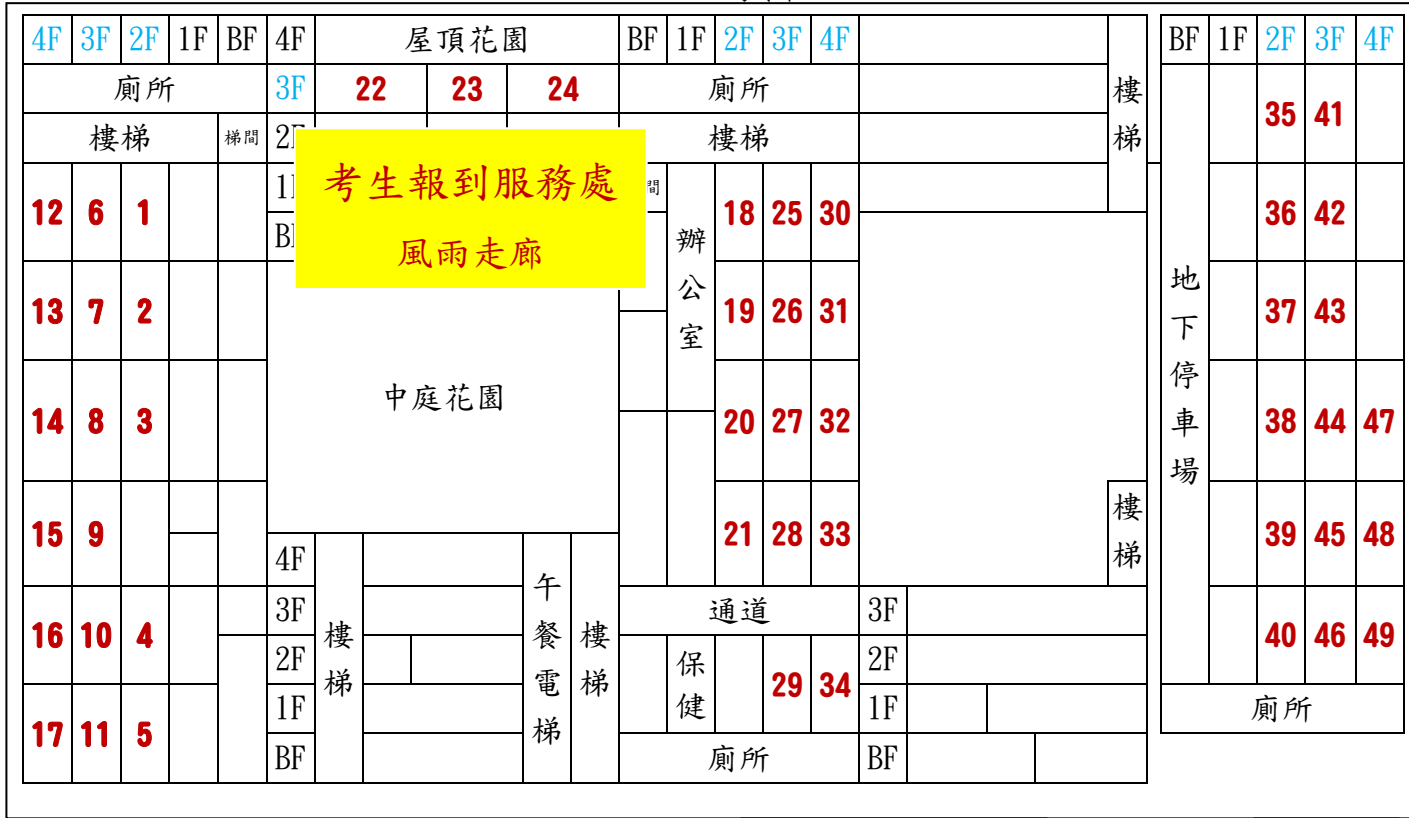 4F 3F 2F 1F BF 4F 屋頂花園 BF 1F 2F 3F 4F BF 1F 2F 3F 4F
廁所 3F 22 23 24 廁所 樓梯 35 41
樓梯 梯間 樓梯
考生報到服務處
風雨走廊
12 6 1 間 辦公室 18 25 30 36 42
13 7 2 19 26 31 地下停車場 37 43
14 8 3 中庭花園 20 27 32 38 44 47
15 9 21 28 33 樓梯 39 45 48
4F 樓梯 午餐電梯 樓梯
3F 通道 3F
16 10 4 40 46 49
2F 保健 29 34 2F
17 11 5 1F 1F 廁所
BF 廁所 BF